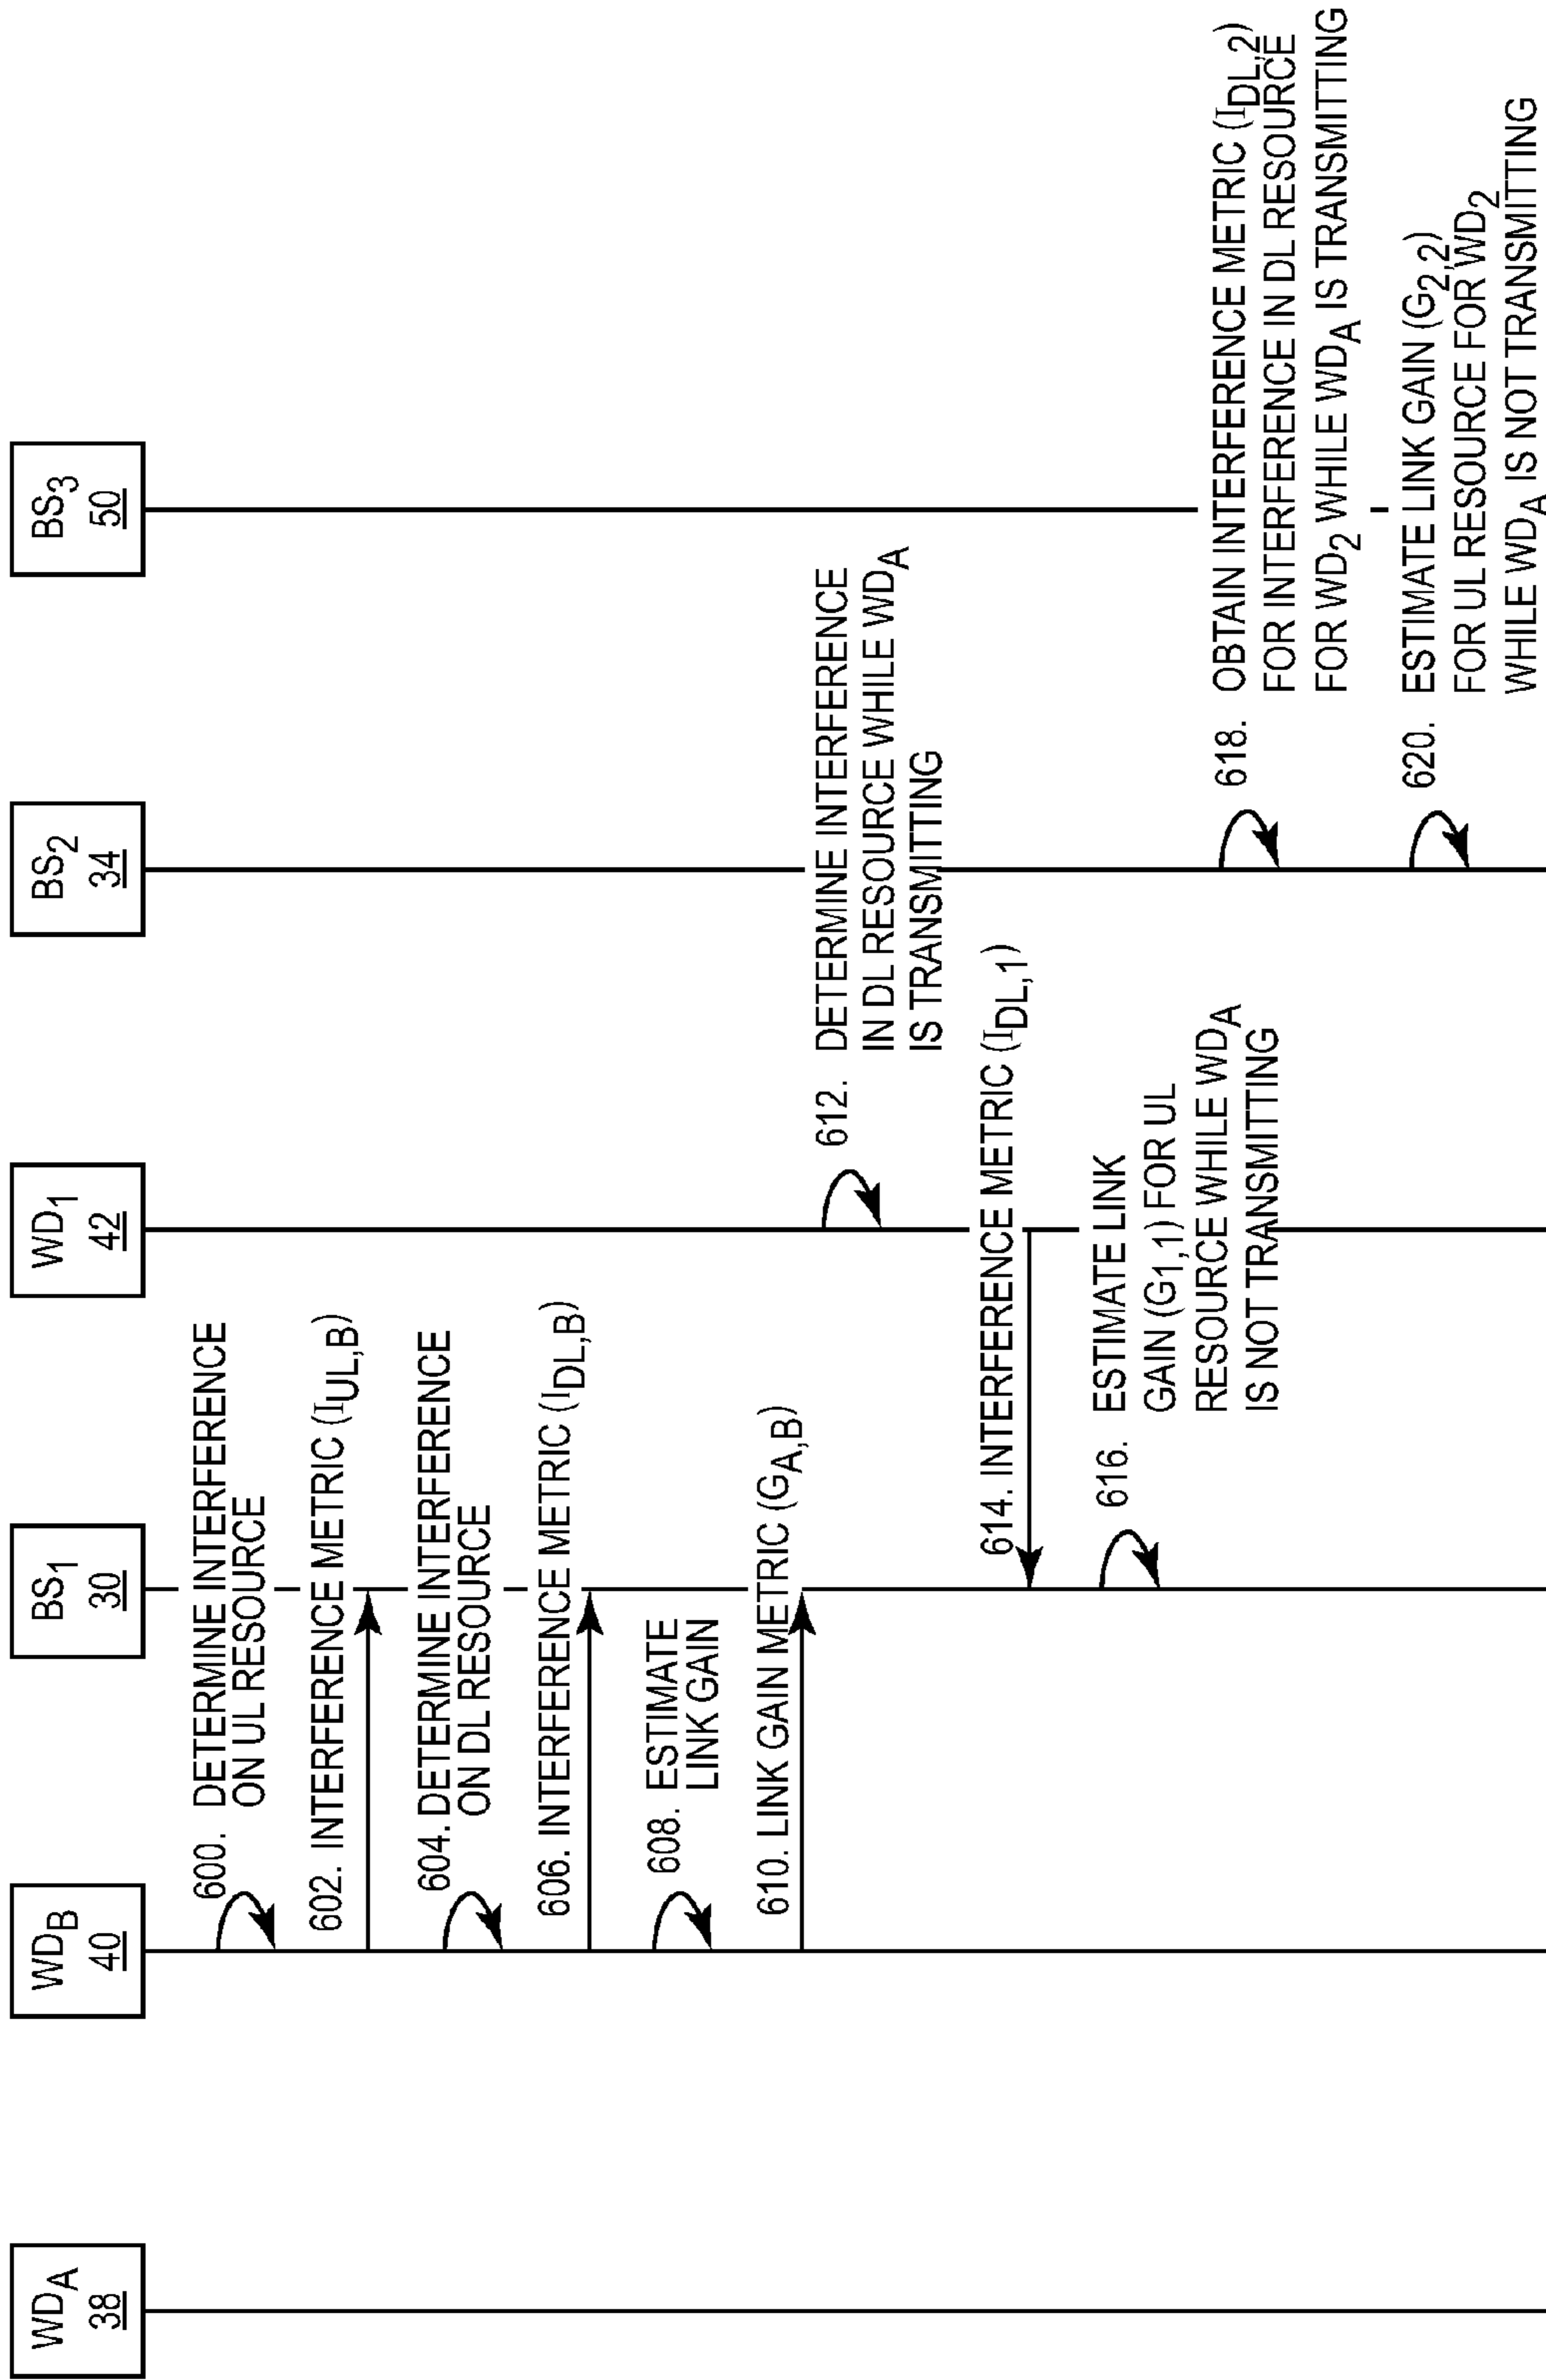 WDA
38
WDB
40
BS1
30
WD1
42
BS2
34
BS3
50
600. DETERMINE INTERFERENCE
ON UL RESOURCE
602. INTERFERENCE METRIC (IUL,B)
604. DETERMINE INTERFERENCE
ON DL RESOURCE
606. INTERFERENCE METRIC (IDL,B)
608. ESTIMATE
LINK GAIN
610. LINK GAIN METRIC (GA,B)
612. DETERMINE INTERFERENCE
IN DL RESOURCE WHILE WDA
IS TRANSMITTING
614. INTERFERENCE METRIC (IDL,1)
616. ESTIMATE LINK
GAIN (G1,1) FOR UL
RESOURCE WHILE WDA
IS NOT TRANSMITTING
618. OBTAIN INTERFERENCE METRIC (IDL,2)
FOR INTERFERENCE IN DL RESOURCE
FOR WD2 WHILE WDA IS TRANSMITTING
620. ESTIMATE LINK GAIN (G2,2)
FOR UL RESOURCE FOR WD2
WHILE WDA IS NOT TRANSMITTING